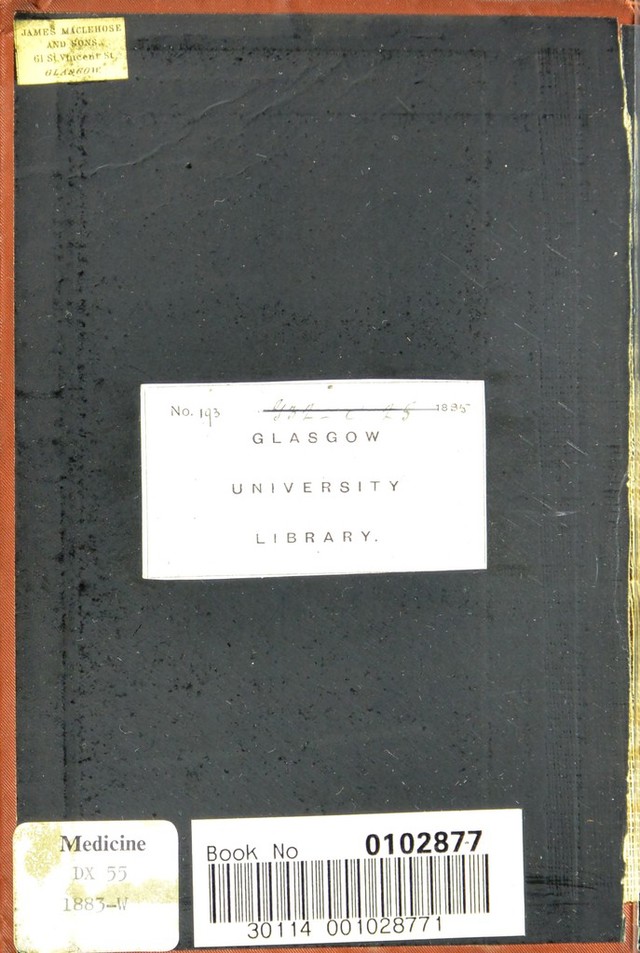 JAMES MACLEHOSE
AND SONS,
61 St. Vincent St.
GLASGOW
No. 193 1885
GLASGOW
UNIVERSITY
LIBRARY.
Medicine
DX 55
1883-W
Book No 0102877
30114 001028771